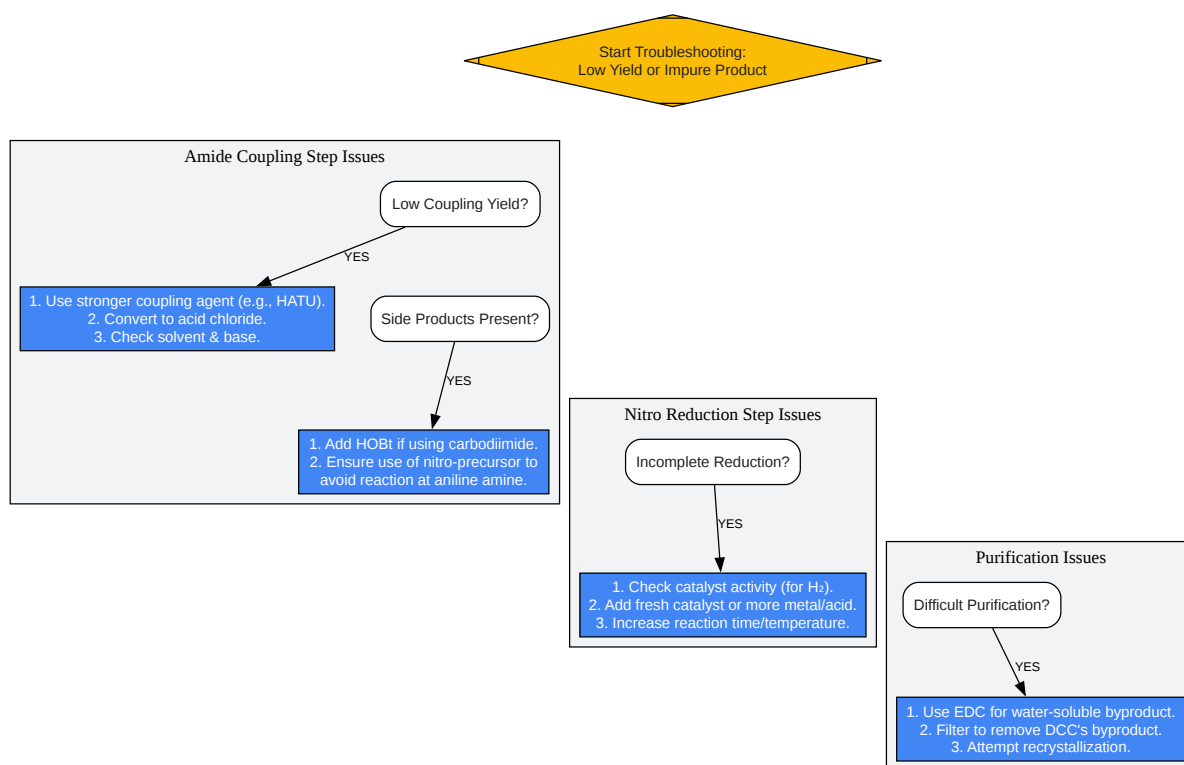 Start Troubleshooting:
Low Yield or Impure Product
Amide Coupling Step Issues
Low Coupling Yield?
YES
1. Use stronger coupling agent (e.g., HATU).
2. Convert to acid chloride.
3. Check solvent & base.
Side Products Present?
YES
1. Add HOBt if using carbodiimide.
2. Ensure use of nitro-precursor to
avoid reaction at aniline amine.
Nitro Reduction Step Issues
Incomplete Reduction?
YES
1. Check catalyst activity (for H₂).
2. Add fresh catalyst or more metal/acid.
3. Increase reaction time/temperature.
Purification Issues
Difficult Purification?
YES
1. Use EDC for water-soluble byproduct.
2. Filter to remove DCC's byproduct.
3. Attempt recrystallization.